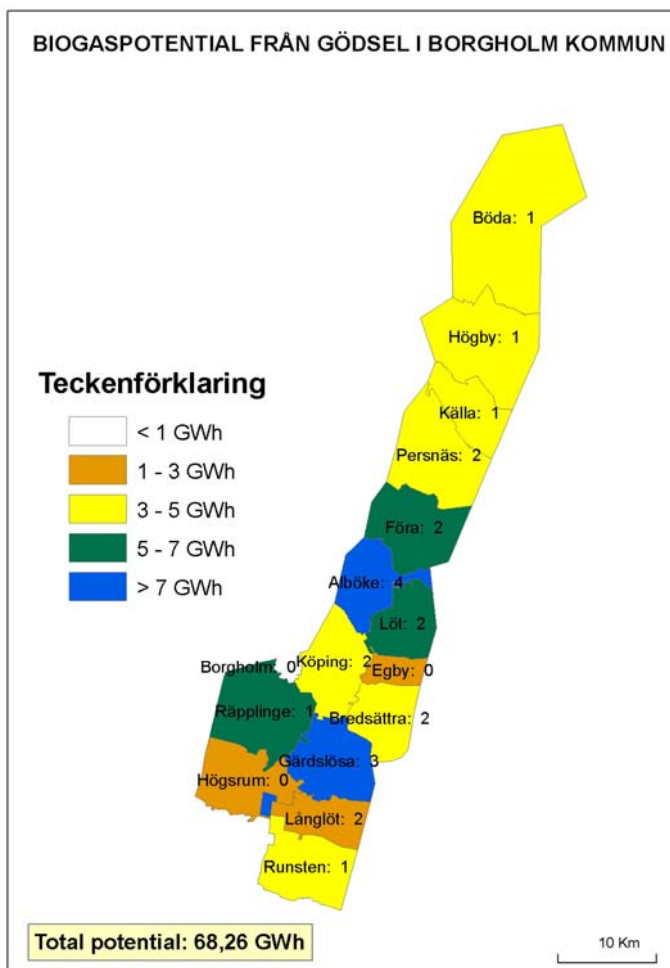 BIOGASPOTENTIAL FRÅN GÖDSEL I BORGHOLM KOMMUN
Böda: 1
Högby: 1
Källa: 1
Persnäs: 2
Föra: 2
Alböke: 4
Löt: 2
Köping: 2
Egby: 0
Borgholm: 0
Räpplinge: 1
Bredsättra: 2
Gärdslösa: 3
Högsrum: 0
Långlöt: 2
Runsten: 1
Teckenförklaring
< 1 GWh
1 - 3 GWh
3 - 5 GWh
5 - 7 GWh
> 7 GWh
Total potential: 68,26 GWh
10 Km